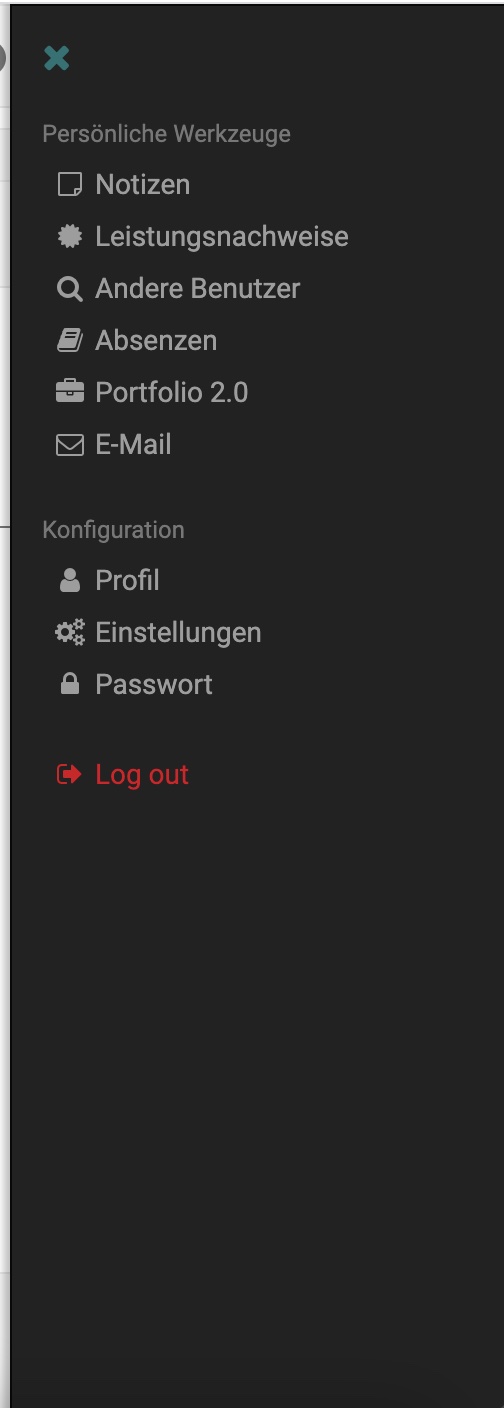 Persönliche Werkzeuge
Notizen
Leistungsnachweise
Andere Benutzer
Absenzen
Portfolio 2.0
E-Mail
Konfiguration
Profil
Einstellungen
Passwort
Log out